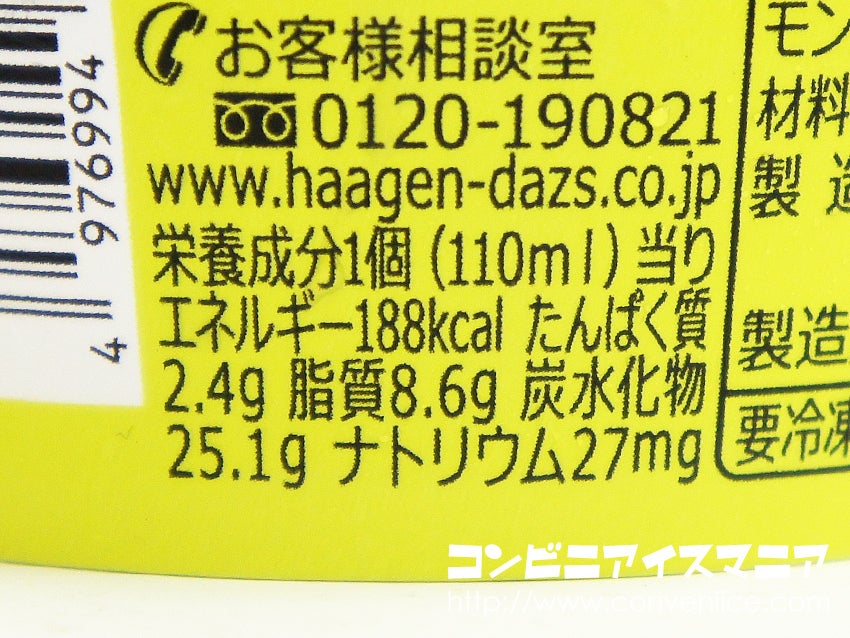 お客様相談室
0120-190821
www.haagen-dazs.co.jp
栄養成分1個(110ml)当り
エネルギー188kcal たんぱく質
2.4g 脂質8.6g 炭水化物
25.1g ナトリウム27mg
976994
4
モン
材料
製造
製造
要冷凍
コンビニアイスマニア
http://www.conveniice.com